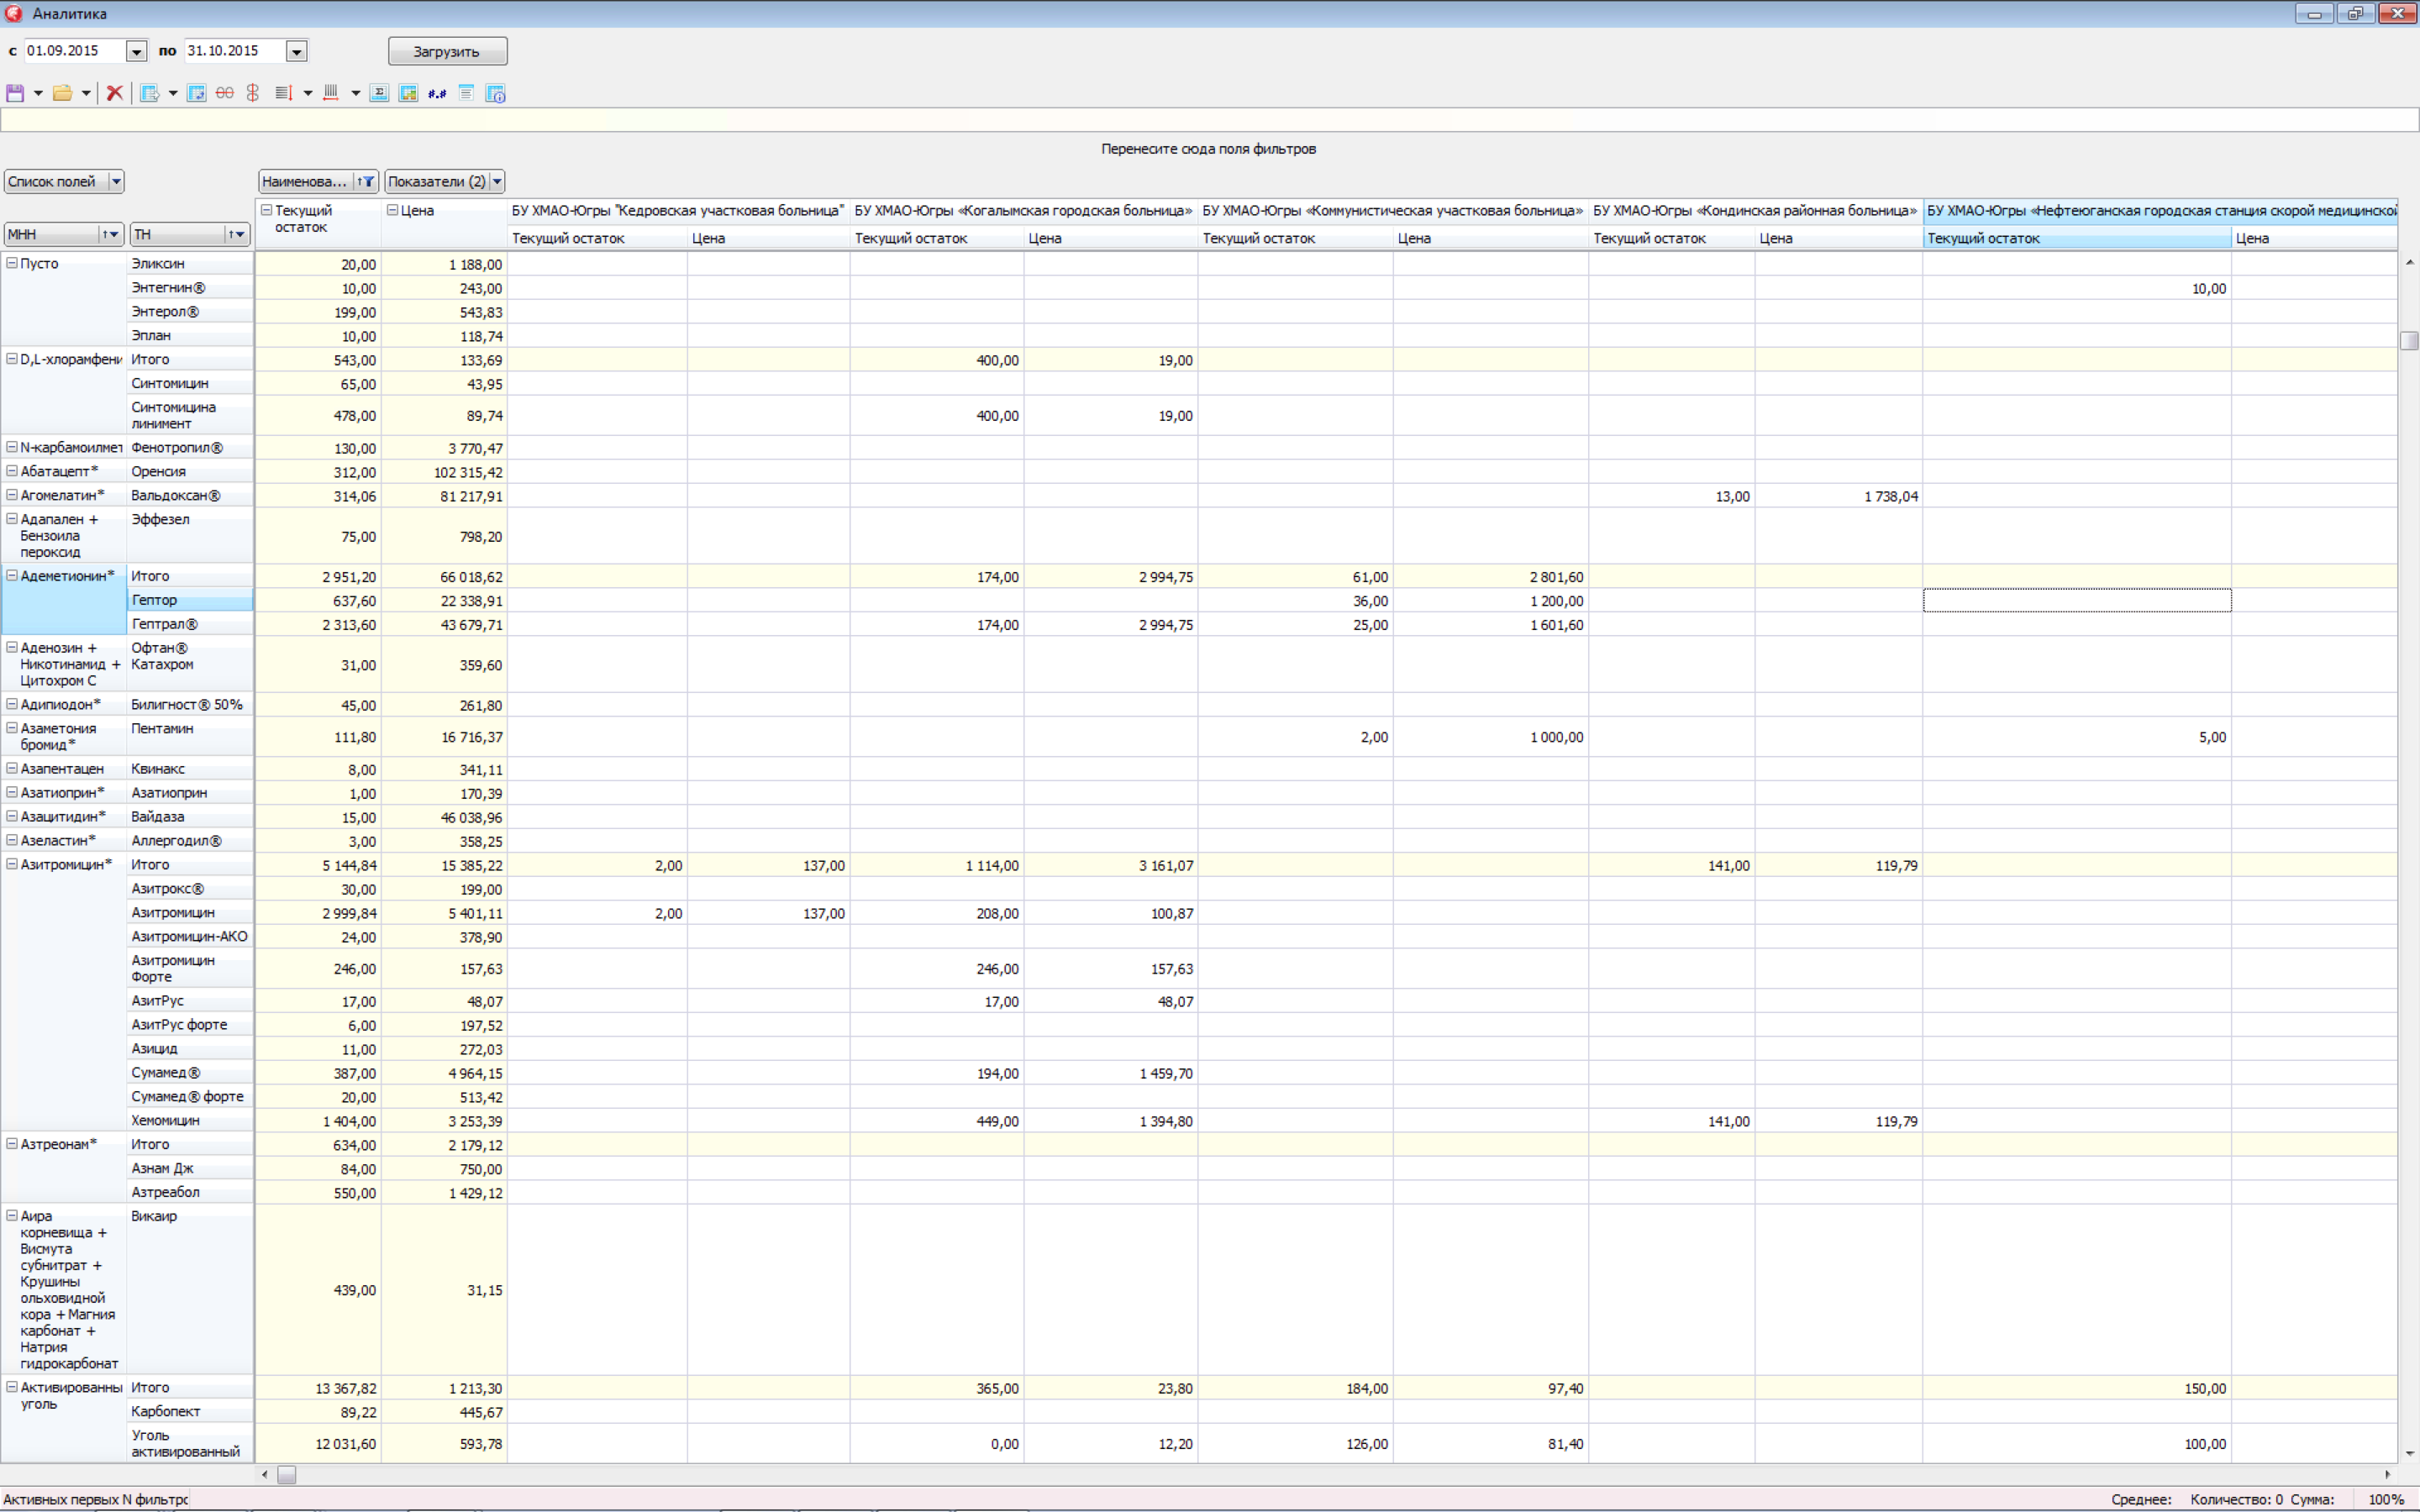 Аналитика
с 01.09.2015 по 31.10.2015 Загрузить
#.#
Перенесите сюда поля фильтров
Список полей Наименова... Показатели (2)
МНН ТН
Текущий остаток Цена БУ ХМАО-Югры "Кедровская участковая больница" БУ ХМАО-Югры «Когалымская городская больница» БУ ХМАО-Югры «Коммунистическая участковая больница» БУ ХМАО-Югры «Кондинская районная больница» БУ ХМАО-Югры «Нефтеюганская городская станция скорой медицинской
Текущий остаток Цена Текущий остаток Цена Текущий остаток Цена Текущий остаток Цена Текущий остаток Цена
Пусто Эликсин 20,00 1 188,00
Энтегнин® 10,00 243,00 10,00
Энтерол® 199,00 543,83
Эплан 10,00 118,74
D,L-хлорамфени Итого 543,00 133,69 400,00 19,00
Синтомицин 65,00 43,95
Синтомицина линимент 478,00 89,74 400,00 19,00
N-карбамоилмет Фенотропил® 130,00 3 770,47
Абатацепт* Оренсия 312,00 102 315,42
Агомелатин* Вальдоксан® 314,06 81 217,91 13,00 1 738,04
Адапален + Бензоила пероксид Эффезел 75,00 798,20
Адеметионин* Итого 2 951,20 66 018,62 174,00 2 994,75 61,00 2 801,60
Гептор 637,60 22 338,91 36,00 1 200,00
Гептрал® 2 313,60 43 679,71 174,00 2 994,75 25,00 1 601,60
Аденозин + Никотинамид + Цитохром С Офтан® Катахром 31,00 359,60
Адипиодон* Билигност® 50% 45,00 261,80
Азаметония бромид* Пентамин 111,80 16 716,37 2,00 1 000,00 5,00
Азапентацен Квинакс 8,00 341,11
Азатиоприн* Азатиоприн 1,00 170,39
Азацитидин* Вайдаза 15,00 46 038,96
Азеластин* Аллергодил® 3,00 358,25
Азитромицин* Итого 5 144,84 15 385,22 2,00 137,00 1 114,00 3 161,07 141,00 119,79
Азитрокс® 30,00 199,00
Азитромицин 2 999,84 5 401,11 2,00 137,00 208,00 100,87
Азитромицин-АКО 24,00 378,90
Азитромицин Форте 246,00 157,63 246,00 157,63
АзитРус 17,00 48,07 17,00 48,07
АзитРус форте 6,00 197,52
Азицид 11,00 272,03
Сумамед® 387,00 4 964,15 194,00 1 459,70
Сумамед® форте 20,00 513,42
Хемомицин 1 404,00 3 253,39 449,00 1 394,80 141,00 119,79
Азтреонам* Итого 634,00 2 179,12
Азнам Дж 84,00 750,00
Азтреабол 550,00 1 429,12
Аира корневища + Висмута субнитрат + Крушины ольховидной кора + Магния карбонат + Натрия гидрокарбонат Викаир 439,00 31,15
Активированны уголь Итого 13 367,82 1 213,30 365,00 23,80 184,00 97,40 150,00
Карбопект 89,22 445,67
Уголь активированный 12 031,60 593,78 0,00 12,20 126,00 81,40 100,00
Активных первых N фильтрс Среднее: Количество: 0 Сумма: 100%